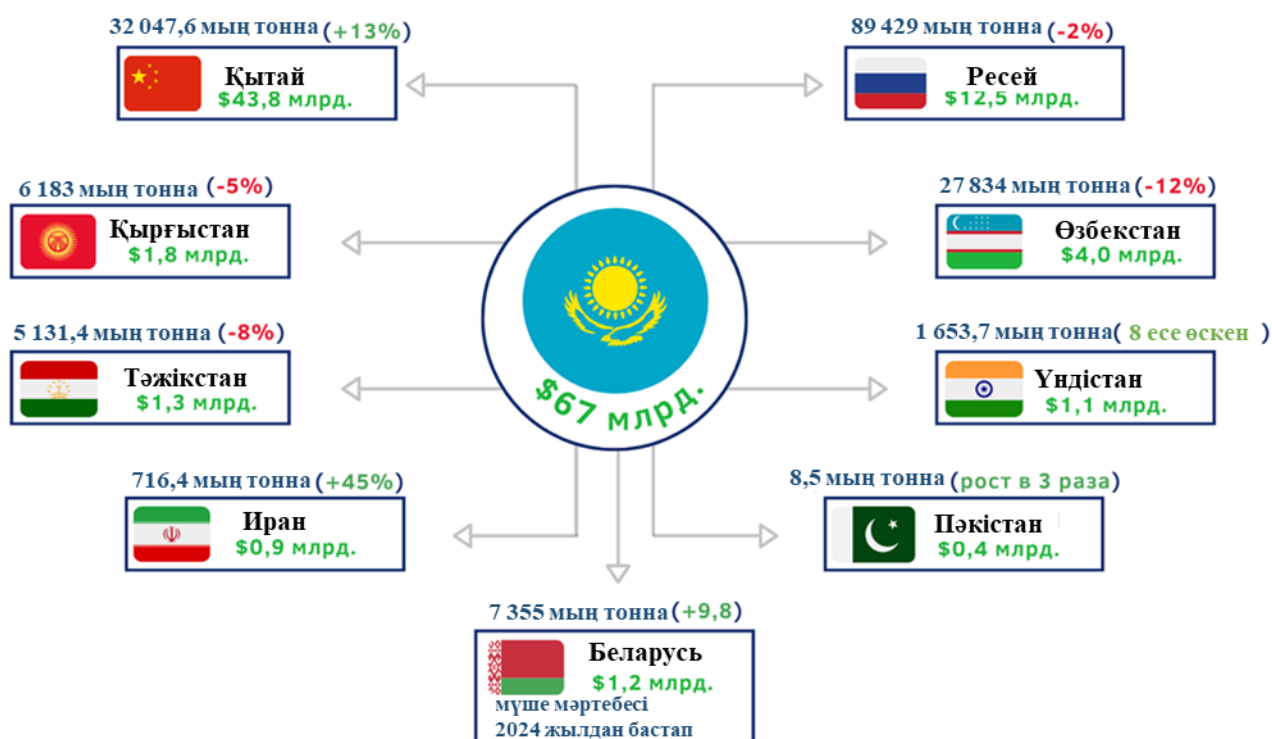 32 047,6 мың тонна (+13%)
Қытай
$43,8 млрд.
89 429 мың тонна (-2%)
Ресей
$12,5 млрд.
6 183 мың тонна (-5%)
Қырғыстан
$1,8 млрд.
27 834 мың тонна (-12%)
Өзбекстан
$4,0 млрд.
5 131,4 мың тонна (-8%)
Тәжікстан
$1,3 млрд.
1 653,7 мың тонна( 8 есе өскен )
Үндістан
$1,1 млрд.
$67 млрд.
716,4 мың тонна (+45%)
Иран
$0,9 млрд.
8,5 мың тонна (рост в 3 раза)
Пәкістан
$0,4 млрд.
7 355 мың тонна (+9,8)
Беларусь
$1,2 млрд.
мүше мәртебесі
2024 жылдан бастап